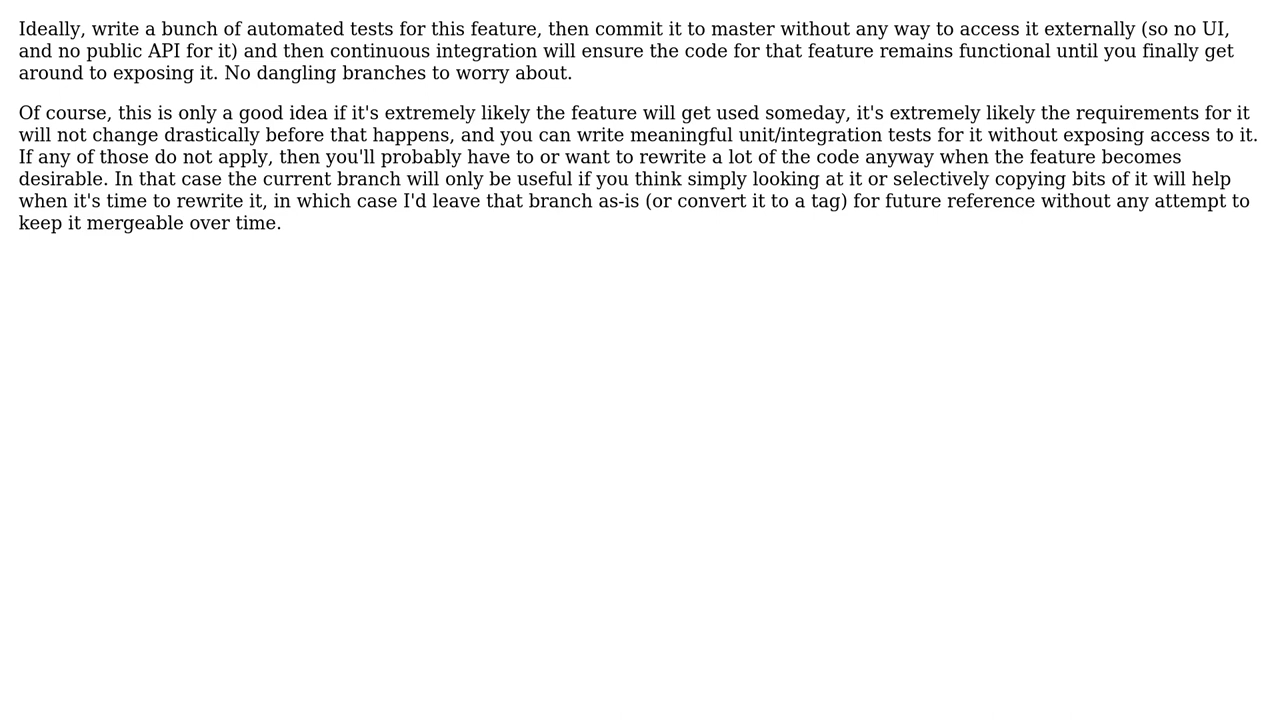 Ideally, write a bunch of automated tests for this feature, then commit it to master without any way to access it externally (so no UI,
and no public API for it) and then continuous integration will ensure the code for that feature remains functional until you finally get
around to exposing it. No dangling branches to worry about.
Of course, this is only a good idea if it's extremely likely the feature will get used someday, it's extremely likely the requirements for it
will not change drastically before that happens, and you can write meaningful unit/integration tests for it without exposing access to it.
If any of those do not apply, then you'll probably have to or want to rewrite a lot of the code anyway when the feature becomes
desirable. In that case the current branch will only be useful if you think simply looking at it or selectively copying bits of it will help
when it's time to rewrite it, in which case I'd leave that branch as-is (or convert it to a tag) for future reference without any attempt to
keep it mergeable over time.